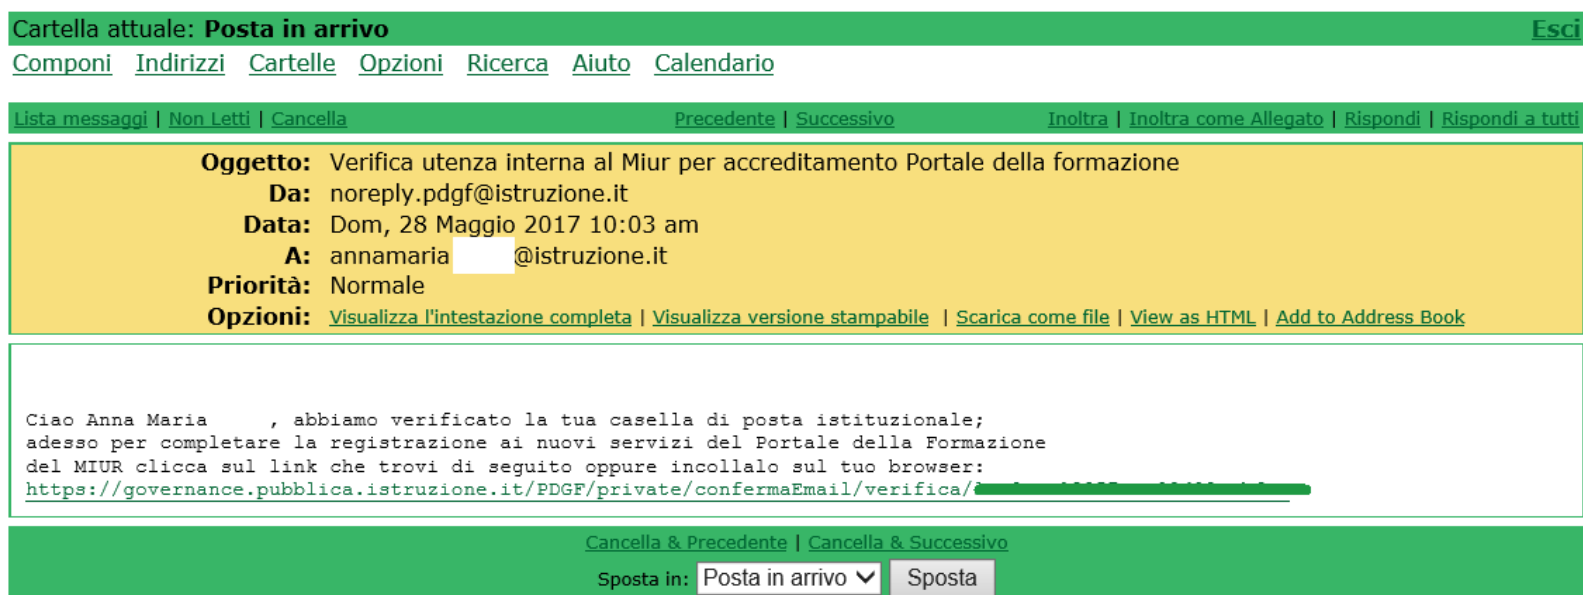 Cartella attuale: Posta in arrivo Esci
Componi Indirizzi Cartelle Opzioni Ricerca Aiuto Calendario
Lista messaggi | Non Letti | Cancella Precedente | Successivo Inoltra | Inoltra come Allegato | Rispondi | Rispondi a tutti
Oggetto: Verifica utenza interna al Miur per accreditamento Portale della formazione
Da: noreply.pdgf@istruzione.it
Data: Dom, 28 Maggio 2017 10:03 am
A: annamaria @istruzione.it
Priorità: Normale
Opzioni: Visualizza l'intestazione completa | Visualizza versione stampabile | Scarica come file | View as HTML | Add to Address Book
Ciao Anna Maria , abbiamo verificato la tua casella di posta istituzionale;
adesso per completare la registrazione ai nuovi servizi del Portale della Formazione
del MIUR clicca sul link che trovi di seguito oppure incollalo sul tuo browser:
https://governance.pubblica.istruzione.it/PDGF/private/confermaEmail/verifica/
Cancella & Precedente | Cancella & Successivo
Sposta in: Posta in arrivo Sposta